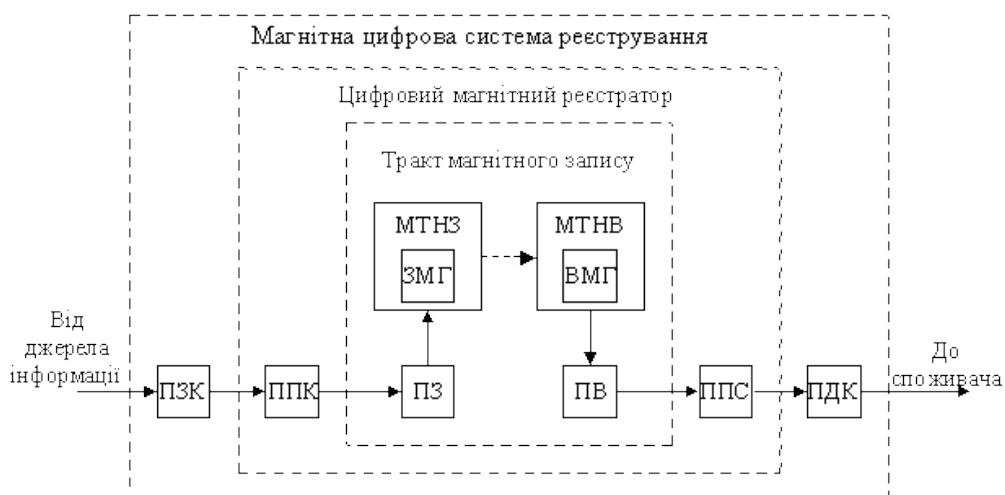 Магнітна цифрова система реєстрування
Цифровий магнітний реєстратор
Тракт магнітного запису
МТНЗ
МТНВ
ЗМГ
ВМГ
Від
джерела
інформації
До
споживача
ПЗК
ППК
ПЗ
ПВ
ППС
ПДК